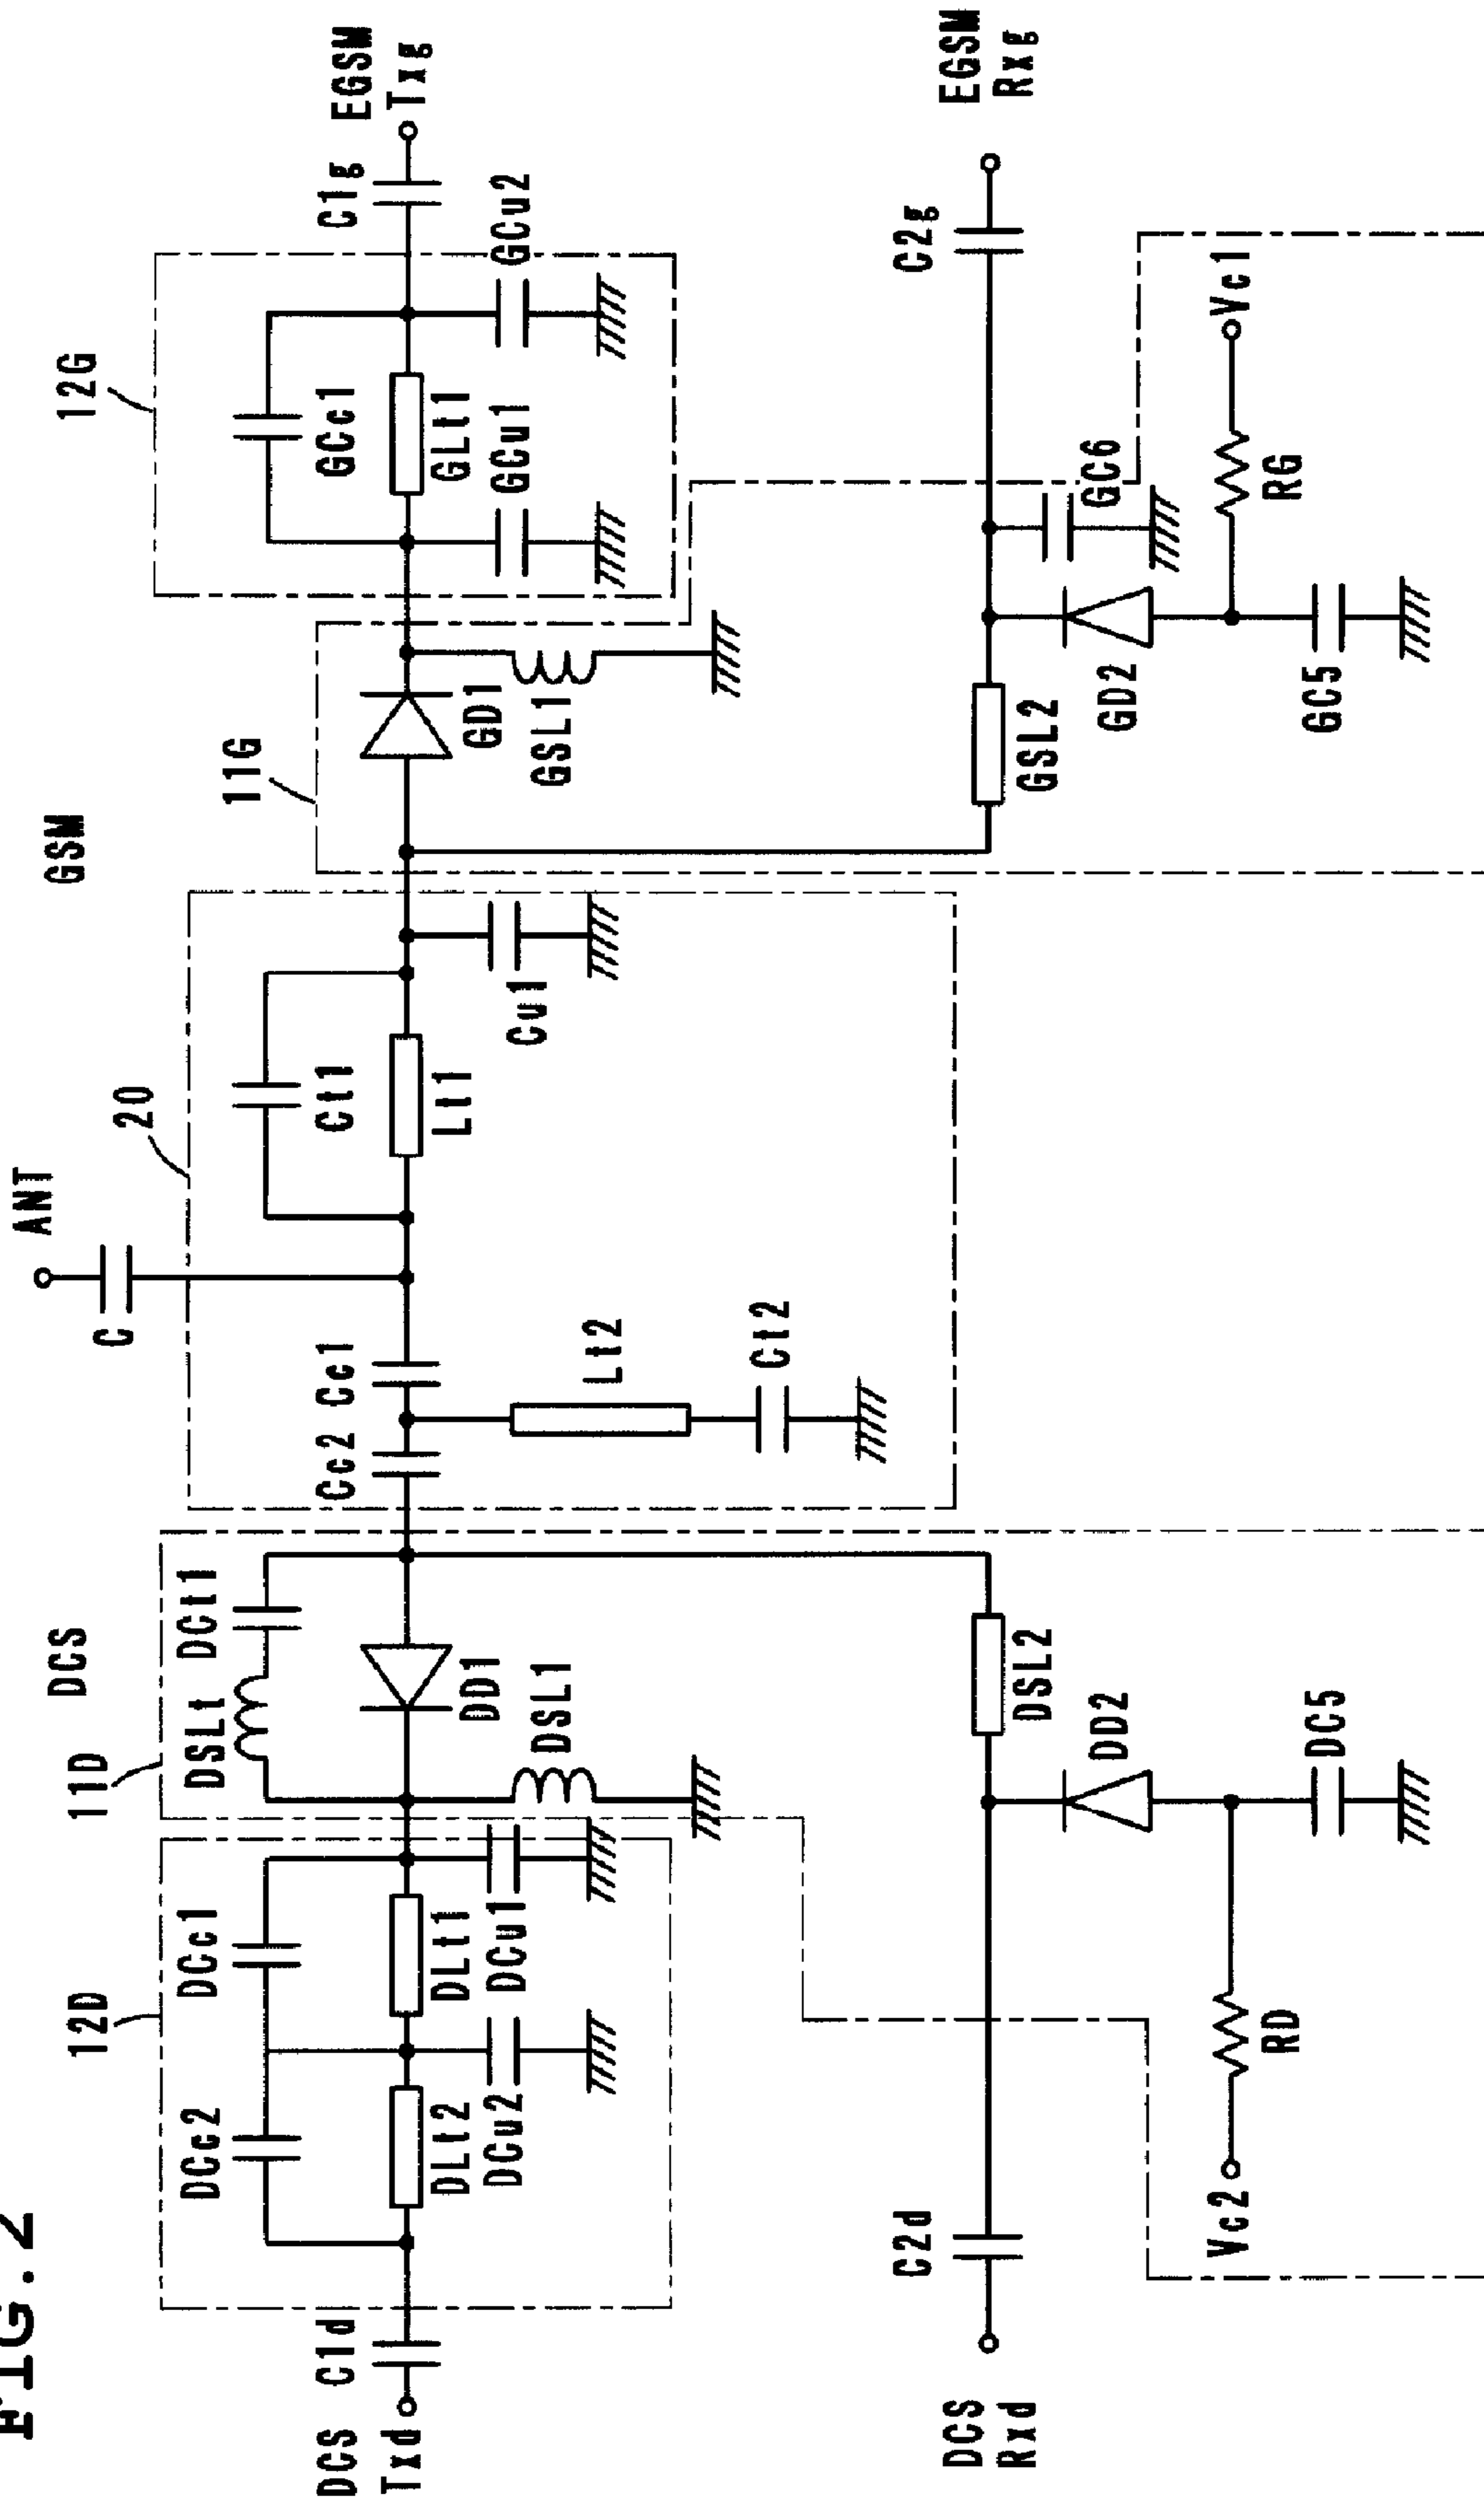 FIG.2
ANT
C
20
DCS
GSM
11D
12D
11G
12G
DCS
Txd
C1d
DCc2
DCc1
DLt2
DLt1
DCu2
DCu1
DSLt
DCt1
DD1
DSL1
Cc2
Cc1
Lt2
Ct2
Ct1
Lt1
Cu1
GD1
GSL1
GCc1
GLt1
GCu1
GCu2
C1g
EGSM
Txg
DCS
Rxd
C2d
DSL2
DD2
DC5
RD
Vc2
GSL2
GD2
GC5
GC6
RG
Vc1
C2g
EGSM
Rxg